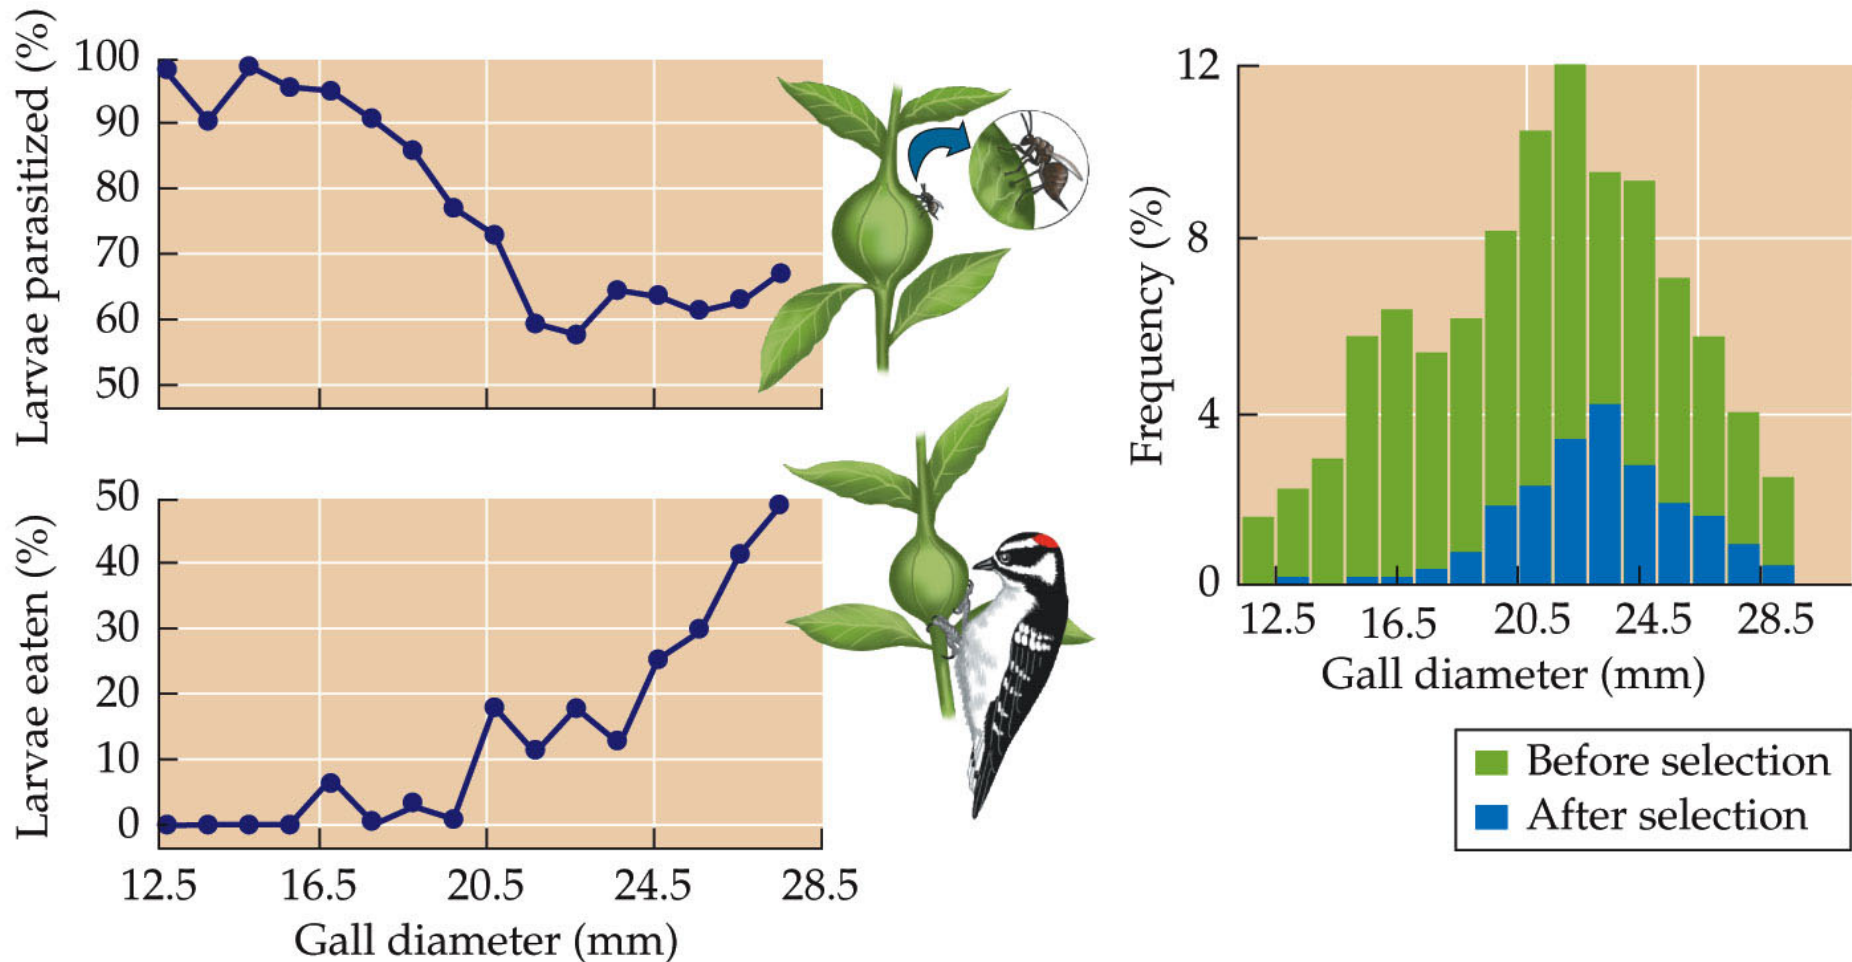 Larvae parasitized (%)
100
90
80
70
60
50
Larvae eaten (%)
50
40
30
20
10
0
12.5 16.5 20.5 24.5 28.5
Gall diameter (mm)
Frequency (%)
12
8
4
0
12.5 16.5 20.5 24.5 28.5
Gall diameter (mm)
Before selection
After selection